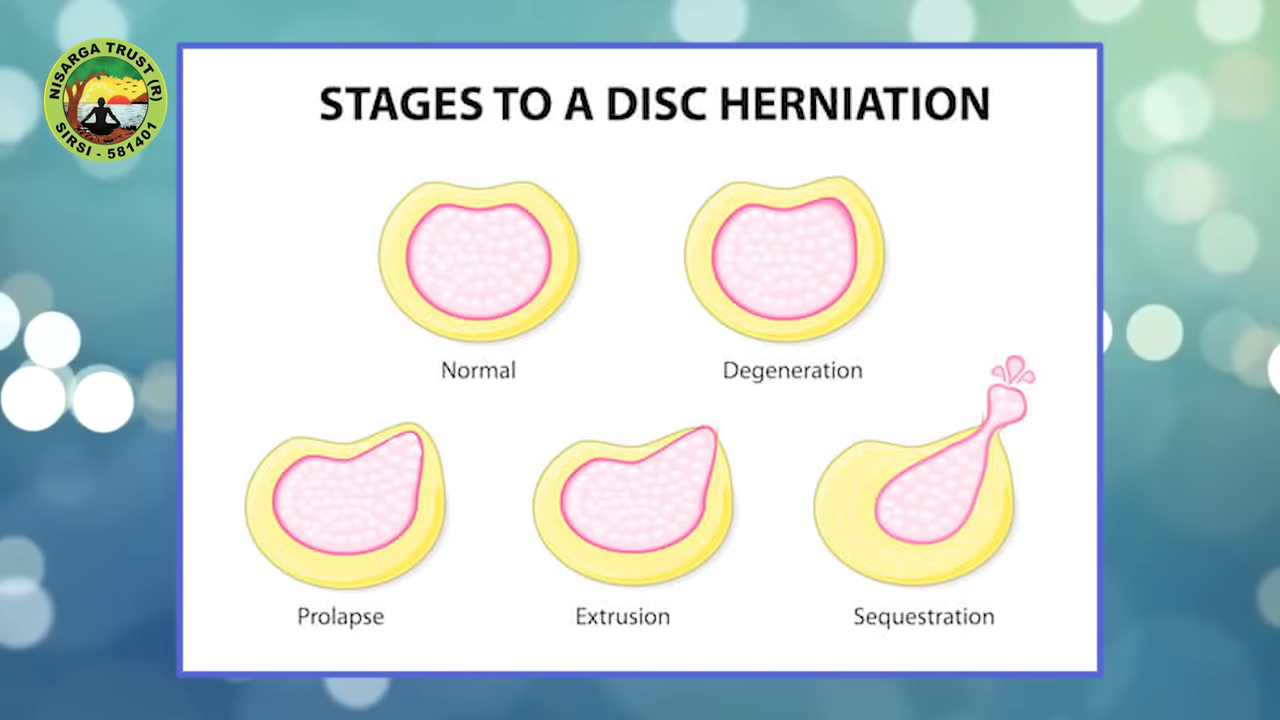 NISARGA TRUST (R)
SIRSI - 581401
STAGES TO A DISC HERNIATION
Normal
Degeneration
Prolapse
Extrusion
Sequestration